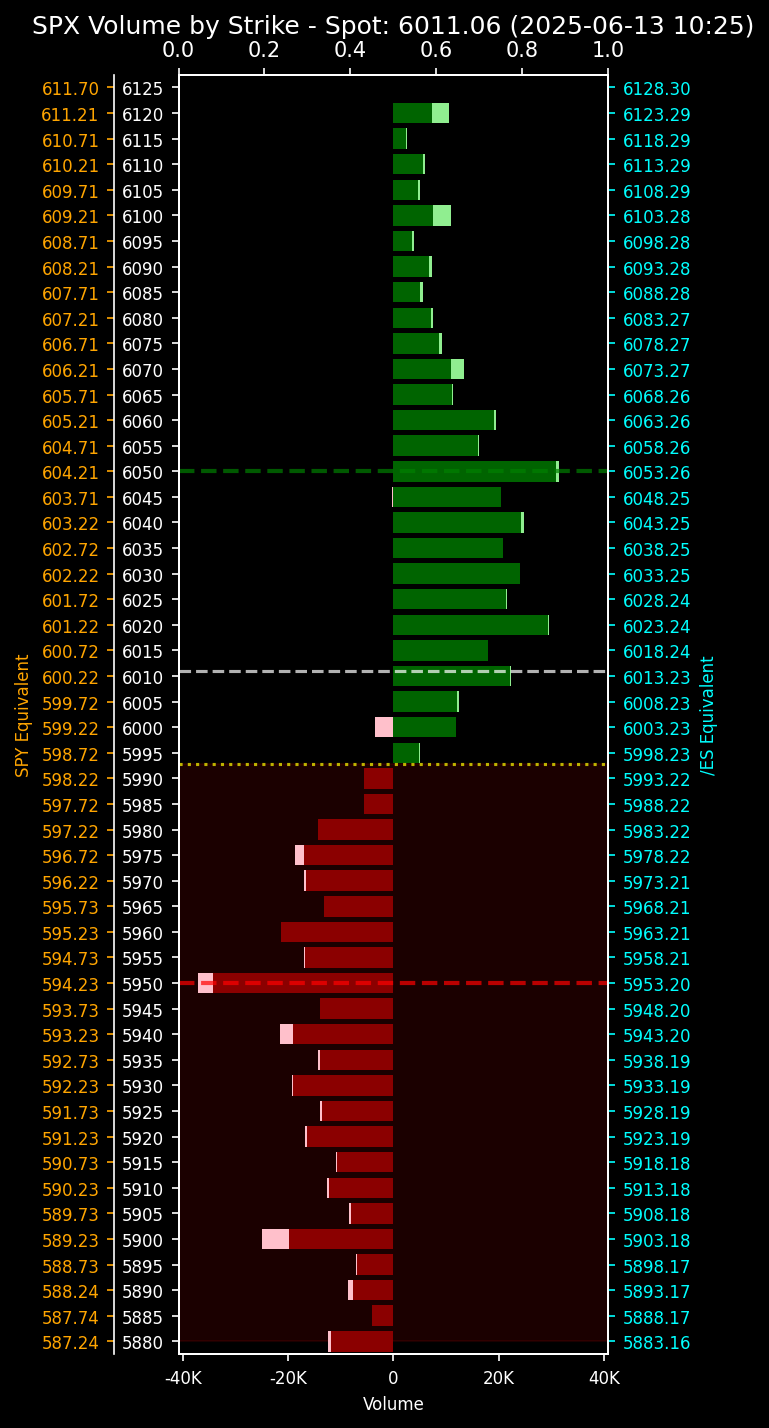 SPX Volume by Strike - Spot: 6011.06 (2025-06-13 10:25)
0.0 0.2 0.4 0.6 0.8 1.0
611.70 6125 6128.30
611.21 6120 6123.29
610.71 6115 6118.29
610.21 6110 6113.29
609.71 6105 6108.29
609.21 6100 6103.28
608.71 6095 6098.28
608.21 6090 6093.28
607.71 6085 6088.28
607.21 6080 6083.27
606.71 6075 6078.27
606.21 6070 6073.27
605.71 6065 6068.26
605.21 6060 6063.26
604.71 6055 6058.26
604.21 6050 6053.26
603.71 6045 6048.25
603.22 6040 6043.25
602.72 6035 6038.25
602.22 6030 6033.25
601.72 6025 6028.24
601.22 6020 6023.24
600.72 6015 6018.24
600.22 6010 6013.23
599.72 6005 6008.23
599.22 6000 6003.23
598.72 5995 5998.23
598.22 5990 5993.22
597.72 5985 5988.22
597.22 5980 5983.22
596.72 5975 5978.22
596.22 5970 5973.21
595.73 5965 5968.21
595.23 5960 5963.21
594.73 5955 5958.21
594.23 5950 5953.20
593.73 5945 5948.20
593.23 5940 5943.20
592.73 5935 5938.19
592.23 5930 5933.19
591.73 5925 5928.19
591.23 5920 5923.19
590.73 5915 5918.18
590.23 5910 5913.18
589.73 5905 5908.18
589.23 5900 5903.18
588.73 5895 5898.17
588.24 5890 5893.17
587.74 5885 5888.17
587.24 5880 5883.16
SPY Equivalent
/ES Equivalent
-40K -20K 0 20K 40K
Volume